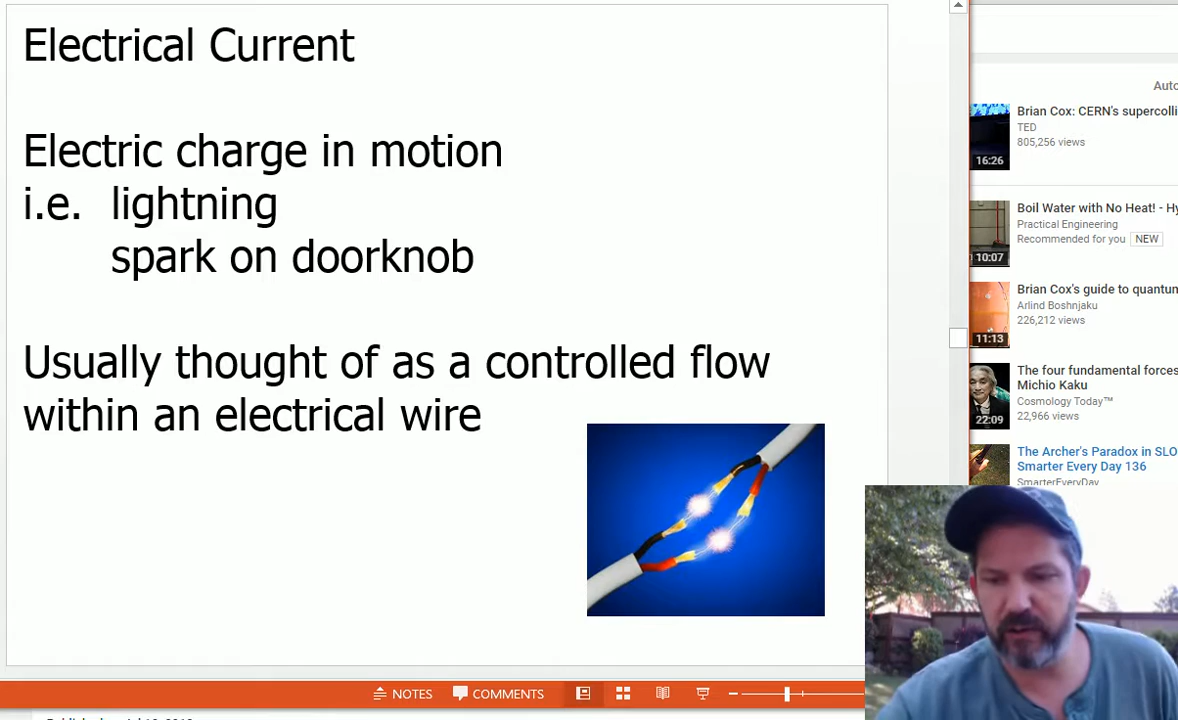 Electrical Current
Electric charge in motion
i.e. lightning
spark on doorknob
Usually thought of as a controlled flow
within an electrical wire
NOTES
COMMENTS
Auto
16:26
Brian Cox: CERN's supercolli
TED
805,256 views
10:07
Boil Water with No Heat! - Hy
Practical Engineering
Recommended for you NEW
11:13
Brian Cox's guide to quantun
Arlind Boshnjaku
226,212 views
22:09
The four fundamental forces
Michio Kaku
Cosmology Today™
22,966 views
The Archer's Paradox in SLO
Smarter Every Day 136
SmarterEveryDay